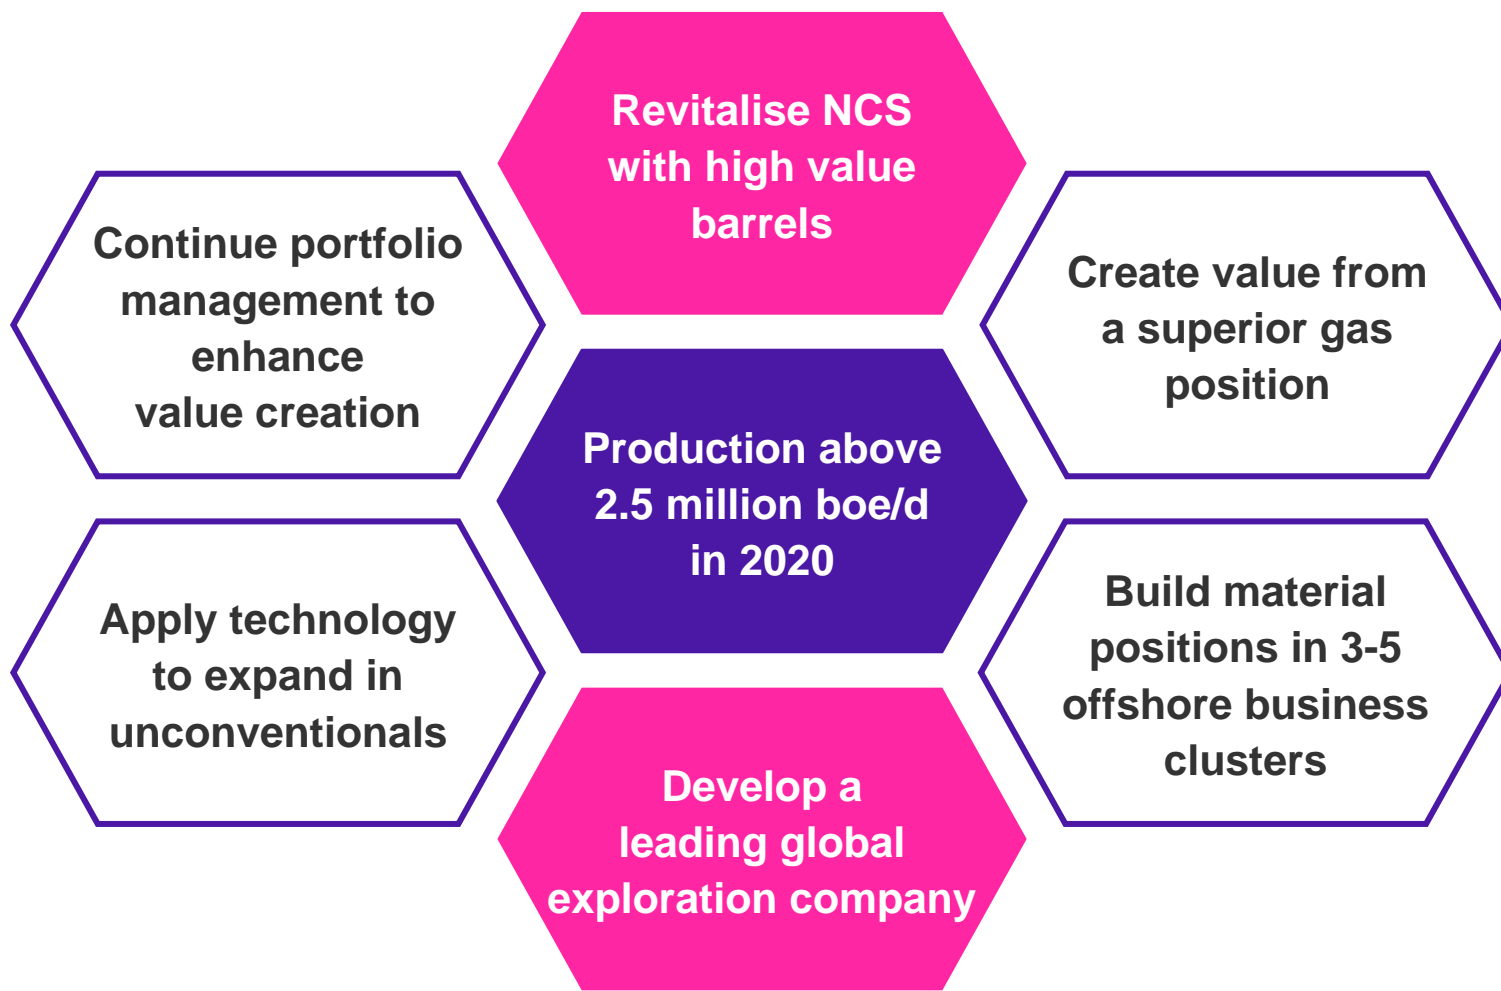 Revitalise NCS
with high value
barrels
Continue portfolio
management to
enhance
value creation
Create value from
a superior gas
position
Production above
2.5 million boe/d
in 2020
Apply technology
to expand in
unconventionals
Build material
positions in 3-5
offshore business
clusters
Develop a
leading global
exploration company